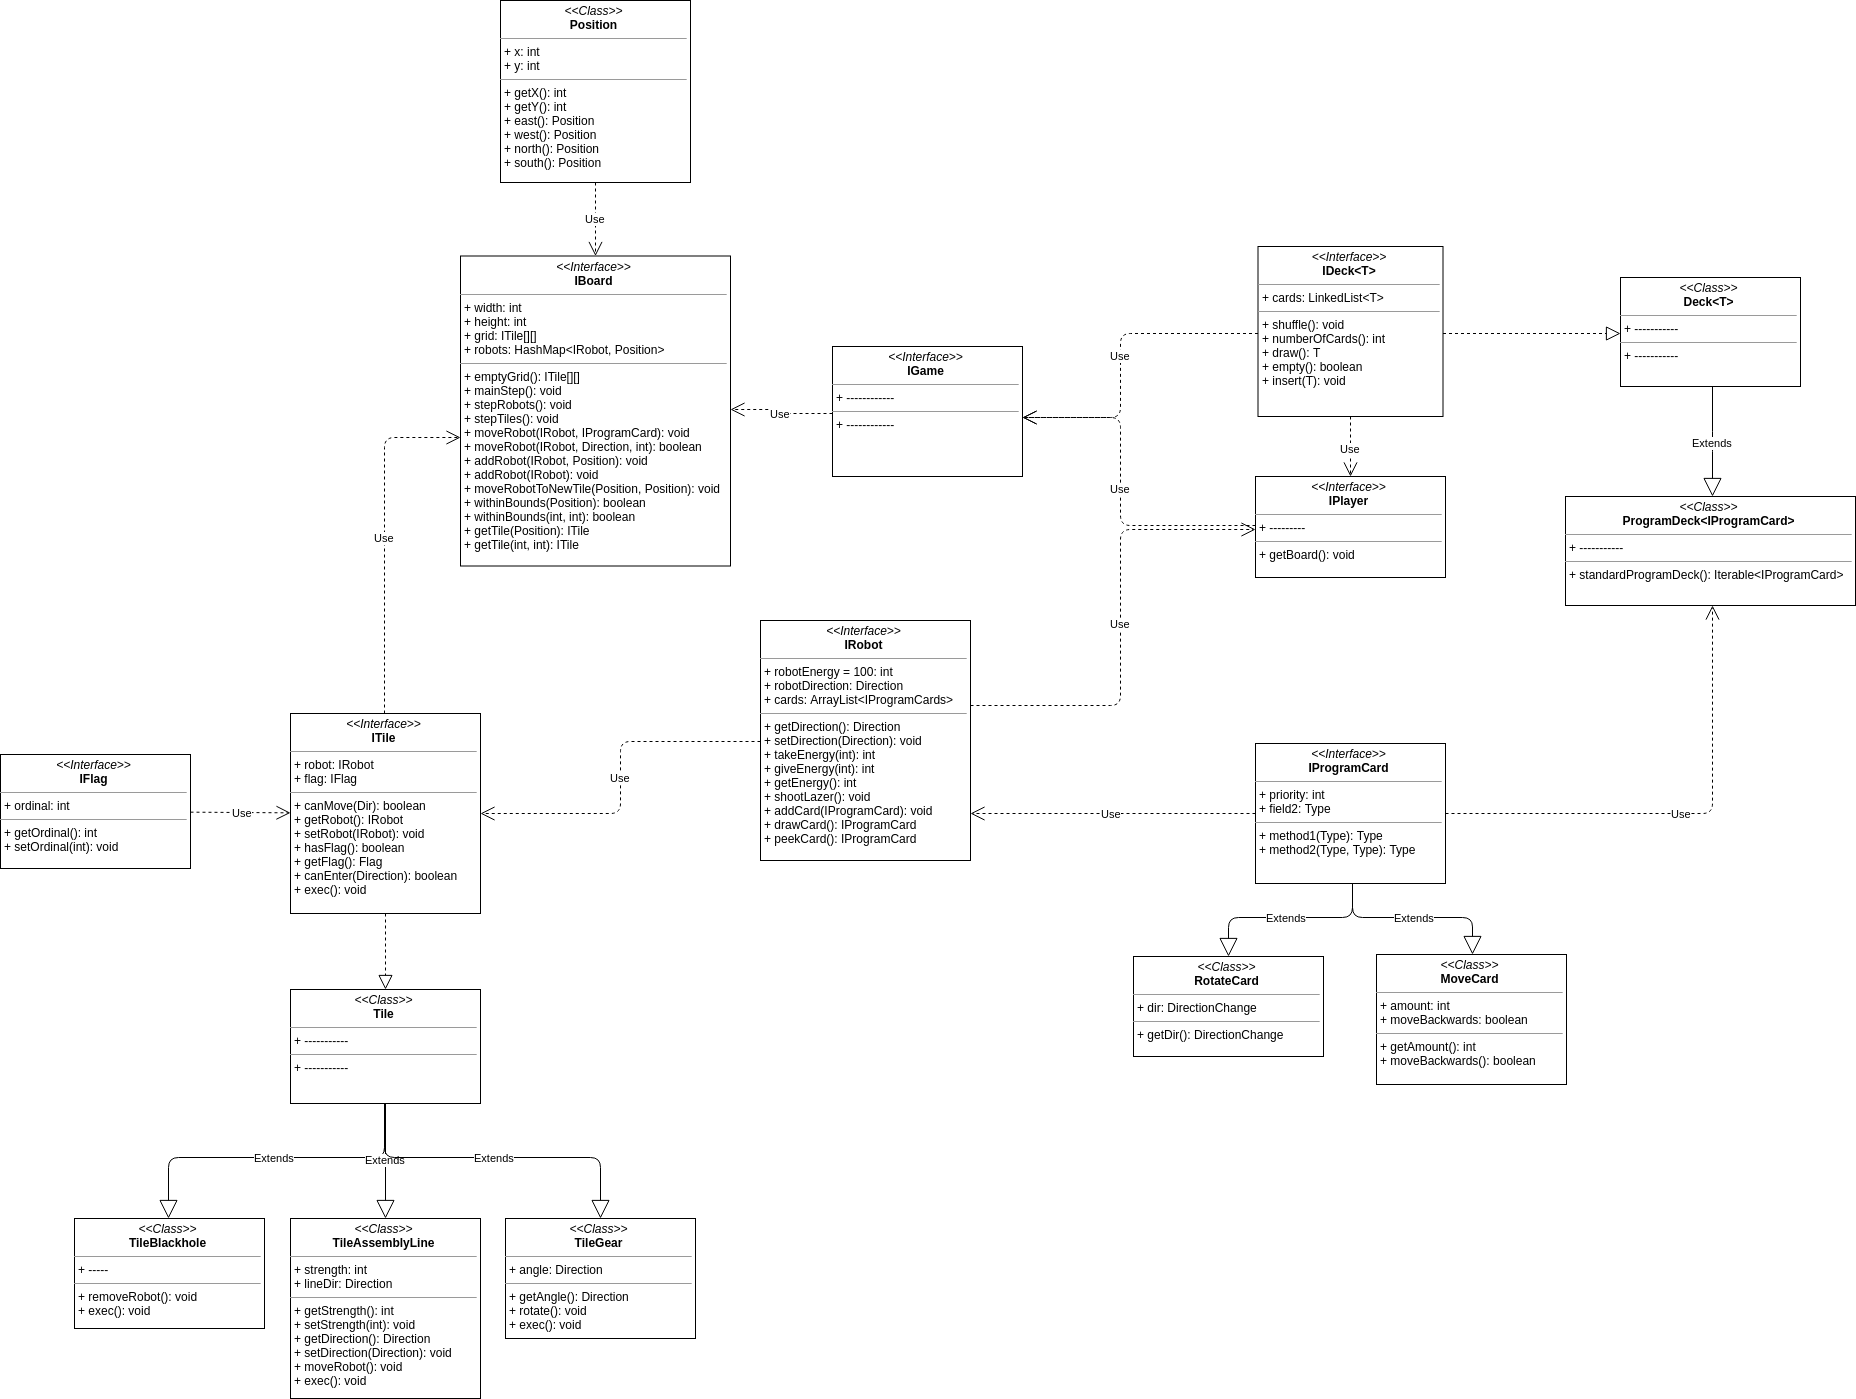 <<Class>>
Position
+ x: int
+ y: int
+ getX(): int
+ getY(): int
+ east(): Position
+ west(): Position
+ north(): Position
+ south(): Position
Use
<<Interface>>
IBoard
+ width: int
+ height: int
+ grid: ITile[][]
+ robots: HashMap<IRobot, Position>
+ emptyGrid(): ITile[][]
+ mainStep(): void
+ stepRobots(): void
+ stepTiles(): void
+ moveRobot(IRobot, IProgramCard): void
+ moveRobot(IRobot, Direction, int): boolean
+ addRobot(IRobot, Position): void
+ addRobot(IRobot): void
+ moveRobotToNewTile(Position, Position): void
+ withinBounds(Position): boolean
+ withinBounds(int, int): boolean
+ getTile(Position): ITile
+ getTile(int, int): ITile
Use
<<Interface>>
IGame
+ ------------
+ ------------
Use
<<Interface>>
IDeck<T>
+ cards: LinkedList<T>
+ shuffle(): void
+ numberOfCards(): int
+ draw(): T
+ empty(): boolean
+ insert(T): void
<<Class>>
Deck<T>
+ -----------
+ -----------
Use
Extends
Use
<<Interface>>
IPlayer
+ ---------
+ getBoard(): void
<<Class>>
ProgramDeck<IProgramCard>
+ -----------
+ standardProgramDeck(): Iterable<IProgramCard>
Use
Use
<<Interface>>
IRobot
+ robotEnergy = 100: int
+ robotDirection: Direction
+ cards: ArrayList<IProgramCards>
+ getDirection(): Direction
+ setDirection(Direction): void
+ takeEnergy(int): int
+ giveEnergy(int): int
+ getEnergy(): int
+ shootLazer(): void
+ addCard(IProgramCard): void
+ drawCard(): IProgramCard
+ peekCard(): IProgramCard
<<Interface>>
IFlag
+ ordinal: int
+ getOrdinal(): int
+ setOrdinal(int): void
Use
<<Interface>>
ITile
+ robot: IRobot
+ flag: IFlag
+ canMove(Dir): boolean
+ getRobot(): IRobot
+ setRobot(IRobot): void
+ hasFlag(): boolean
+ getFlag(): Flag
+ canEnter(Direction): boolean
+ exec(): void
Use
Use
<<Interface>>
IProgramCard
+ priority: int
+ field2: Type
+ method1(Type): Type
+ method2(Type, Type): Type
Use
Extends
Extends
<<Class>>
RotateCard
+ dir: DirectionChange
+ getDir(): DirectionChange
<<Class>>
MoveCard
+ amount: int
+ moveBackwards: boolean
+ getAmount(): int
+ moveBackwards(): boolean
<<Class>>
Tile
+ -----------
+ -----------
Extends
Extends
Extends
<<Class>>
TileBlackhole
+ -----
+ removeRobot(): void
+ exec(): void
<<Class>>
TileAssemblyLine
+ strength: int
+ lineDir: Direction
+ getStrength(): int
+ setStrength(int): void
+ getDirection(): Direction
+ setDirection(Direction): void
+ moveRobot(): void
+ exec(): void
<<Class>>
TileGear
+ angle: Direction
+ getAngle(): Direction
+ rotate(): void
+ exec(): void